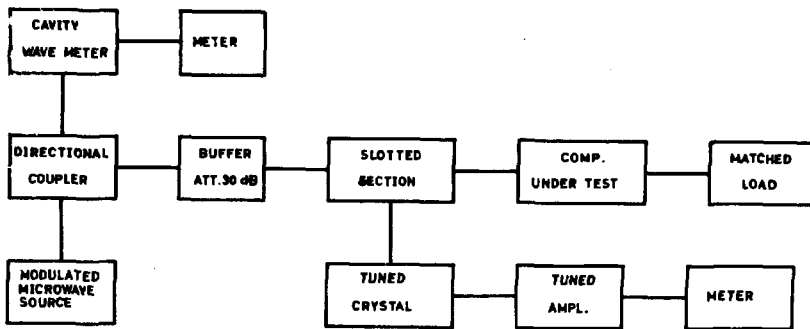 CAVITY
WAVE METER
METER
DIRECTIONAL
COUPLER
BUFFER
ATT.30 dB
SLOTTED
SECTION
COMP.
UNDER TEST
MATCHED
LOAD
MODULATED
MICROWAVE
SOURCE
TUNED
CRYSTAL
TUNED
AMPL.
METER